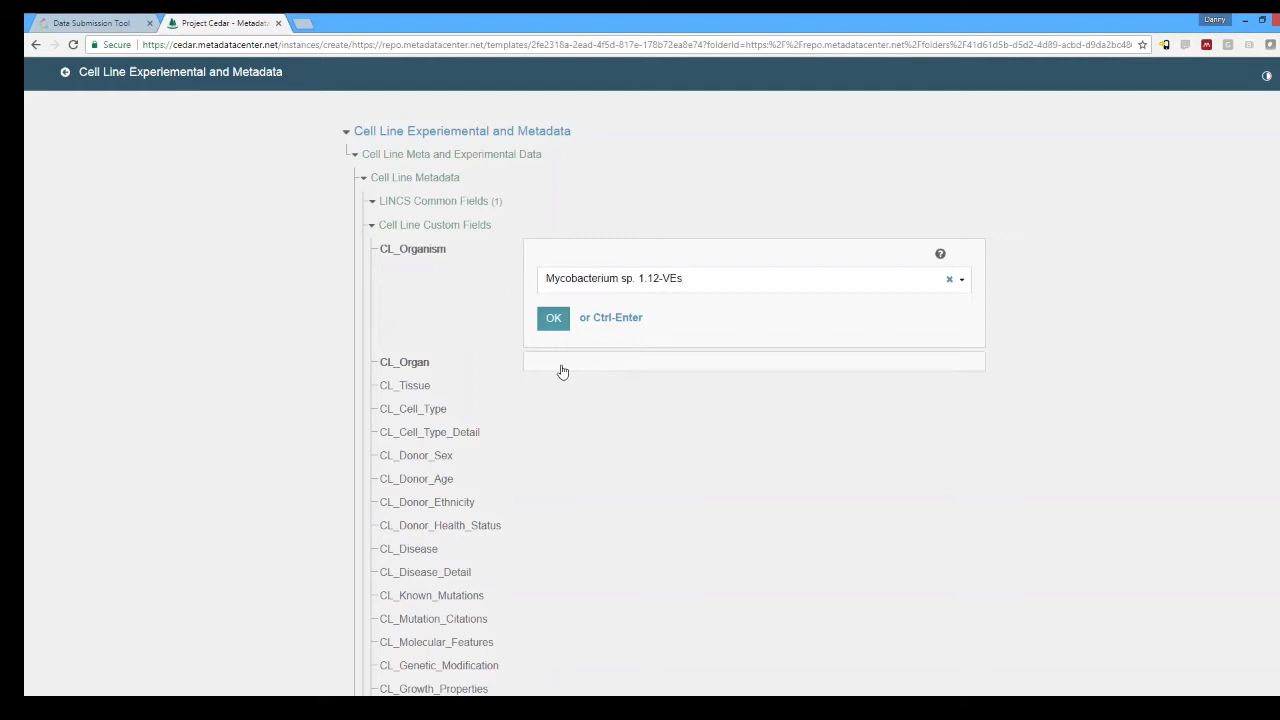 Danny
Data Submission Tool
Project Cedar - Metadata
Secure
https://cedar.metadatacenter.net/instances/create/https://repo.metadatacenter.net/templates/2fe2318a-2ead-4f5d-817e-178b72ea8e74?folderId=https:%2F%2Frepo.metadatacenter.net%2Ffolders%2F41d61d5b-d5d2-4d89-acbd-d9da2bc48
Cell Line Experiemental and Metadata
Cell Line Experiemental and Metadata
Cell Line Meta and Experimental Data
Cell Line Metadata
LINCS Common Fields (1)
Cell Line Custom Fields
CL_Organism
Mycobacterium sp. 1.12-VEs
OK or Ctrl-Enter
CL_Organ
CL_Tissue
CL_Cell_Type
CL_Cell_Type_Detail
CL_Donor_Sex
CL_Donor_Age
CL_Donor_Ethnicity
CL_Donor_Health_Status
CL_Disease
CL_Disease_Detail
CL_Known_Mutations
CL_Mutation_Citations
CL_Molecular_Features
CL_Genetic_Modification
CL_Growth_Properties